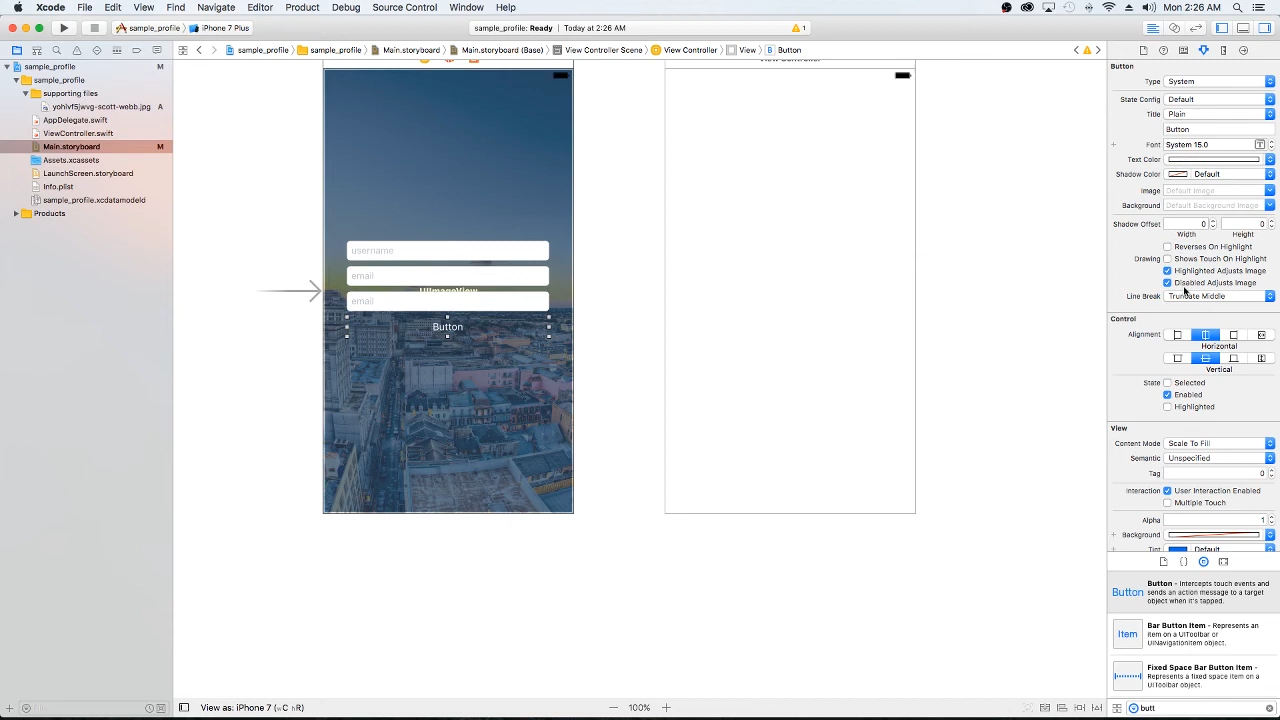 Xcode File Edit View Find Navigate Editor Product Debug Source Control Window Help Mon 2:26 AM
sample_profile iPhone 7 Plus sample_profile: Ready Today at 2:26 AM 1
sample_profile sample_profile Main.storyboard Main.storyboard (Base) View Controller Scene View Controller View Button
sample_profile M
sample_profile
supporting files
yohivf5jwvg-scott-webb.jpg A
AppDelegate.swift
ViewController.swift
Main.storyboard M
Assets.xcassets
LaunchScreen.storyboard
Info.plist
sample_profile.xcdatamodeld
Products
View Controller
username
email
UIImageView
email
Button
Button
Type System
State Config Default
Title Plain
Button
Font System 15.0
Text Color
Shadow Color Default
Image Default Image
Background Default Background Image
Shadow Offset 0 0
Width Height
Reverses On Highlight
Drawing Shows Touch On Highlight
Highlighted Adjusts Image
Disabled Adjusts Image
Line Break Truncate Middle
Control
Alignment
Horizontal
Vertical
State Selected
Enabled
Highlighted
View
Content Mode Scale To Fill
Semantic Unspecified
Tag 0
Interaction User Interaction Enabled
Multiple Touch
Alpha 1
Background
Tint Default
Button Button - Intercepts touch events and
sends an action message to a target
object when it's tapped.
Item Bar Button Item - Represents an
item on a UIToolbar or
UINavigationItem object.
Fixed Space Bar Button Item -
Represents a fixed space item on a
UIToolbar object.
Filter View as: iPhone 7 (wC hR) 100% butt